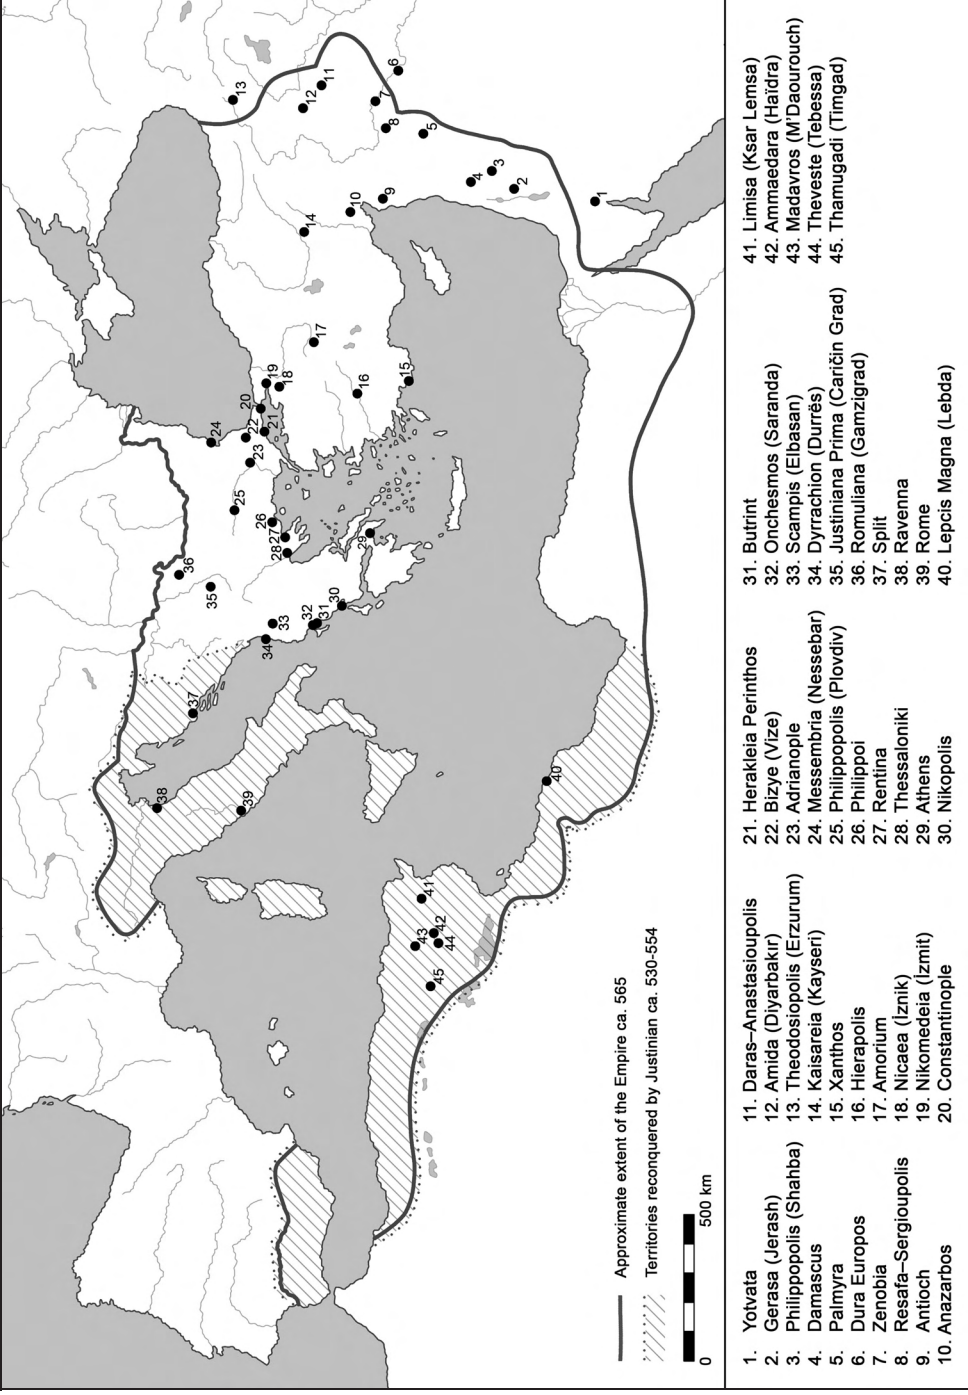 13
11
12
6
7
8
5
3
4
2
1
9
10
14
17
19
18
16
15
20
21
22
24
23
25
26
27
28
29
36
35
33
34
32
31
30
37
38
39
40
41
42
43
44
45
Approximate extent of the Empire ca. 565
Territories reconquered by Justinian ca. 530-554
0 500 km
1. Yotvata
2. Gerasa (Jerash)
3. Philippopolis (Shahba)
4. Damascus
5. Palmyra
6. Dura Europos
7. Zenobia
8. Resafa–Sergioupolis
9. Antioch
10. Anazarbos
11. Daras–Anastasioupolis
12. Amida (Diyarbakır)
13. Theodosiopolis (Erzurum)
14. Kaisareia (Kayseri)
15. Xanthos
16. Hierapolis
17. Amorium
18. Nicaea (İznik)
19. Nikomedeia (İzmit)
20. Constantinople
21. Herakleia Perinthos
22. Bizye (Vize)
23. Adrianople
24. Messembria (Nessebar)
25. Philippopolis (Plovdiv)
26. Philippoi
27. Rentina
28. Thessaloniki
29. Athens
30. Nikopolis
31. Butrint
32. Onchesmos (Saranda)
33. Scampis (Elbasan)
34. Dyrrachion (Durrës)
35. Justiniana Prima (Caričin Grad)
36. Romuliana (Gamzigrad)
37. Split
38. Ravenna
39. Rome
40. Lepcis Magna (Lebda)
41. Limisa (Ksar Lemsa)
42. Ammaedara (Haïdra)
43. Madavros (M'Daourouch)
44. Theveste (Tebessa)
45. Thamugadi (Timgad)